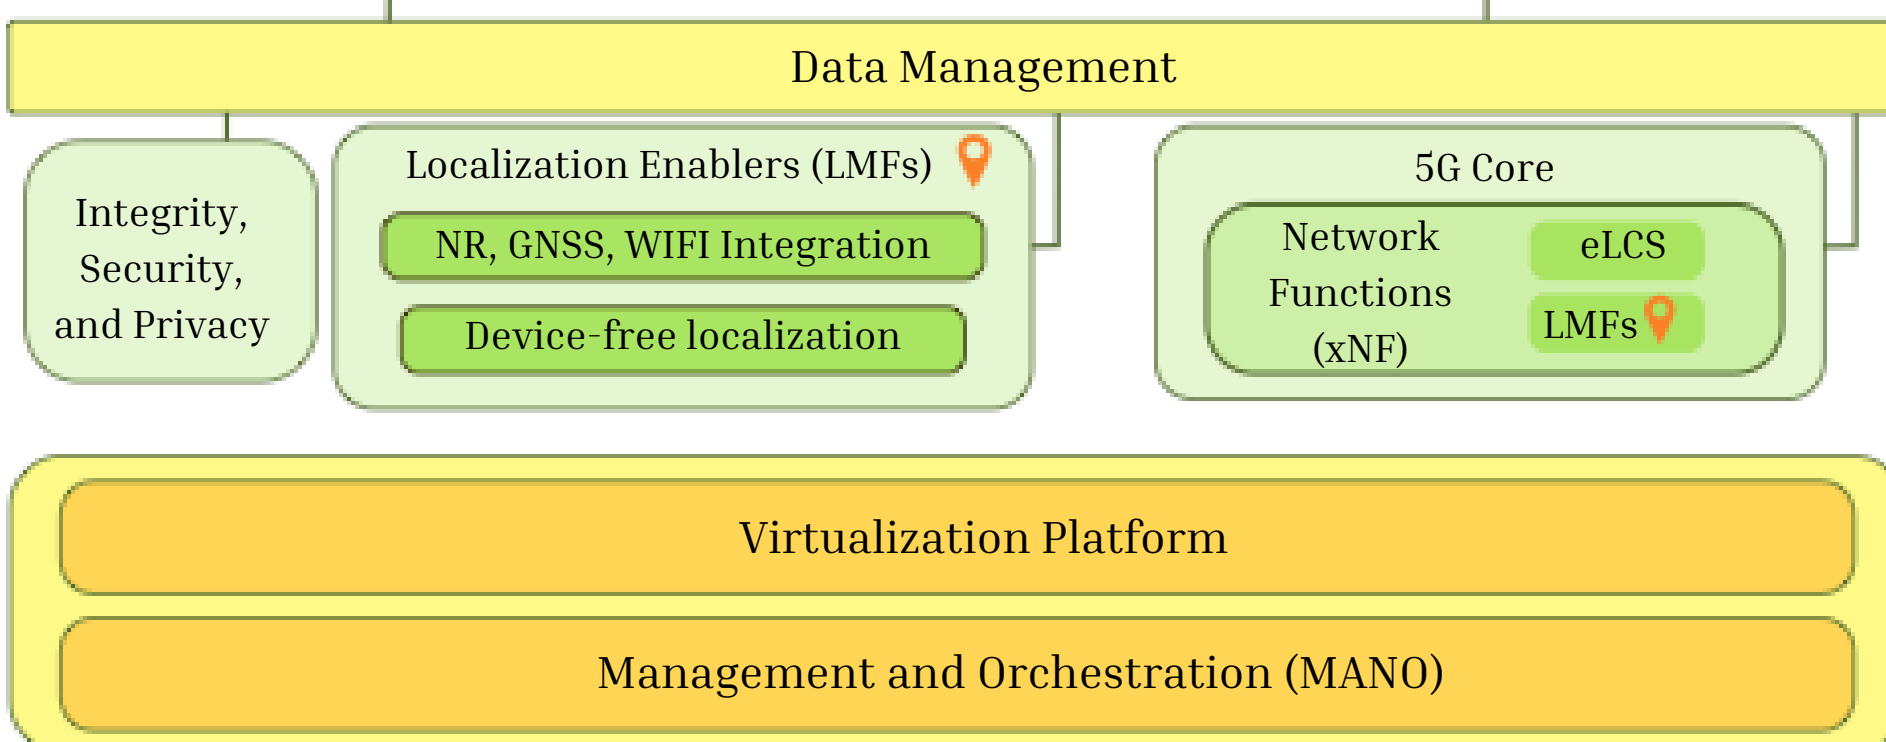 Data Management
Integrity,
Security,
and Privacy
Localization Enablers (LMFs)
NR, GNSS, WIFI Integration
Device-free localization
5G Core
Network
Functions
(xNF)
eLCS
LMFs
Virtualization Platform
Management and Orchestration (MANO)